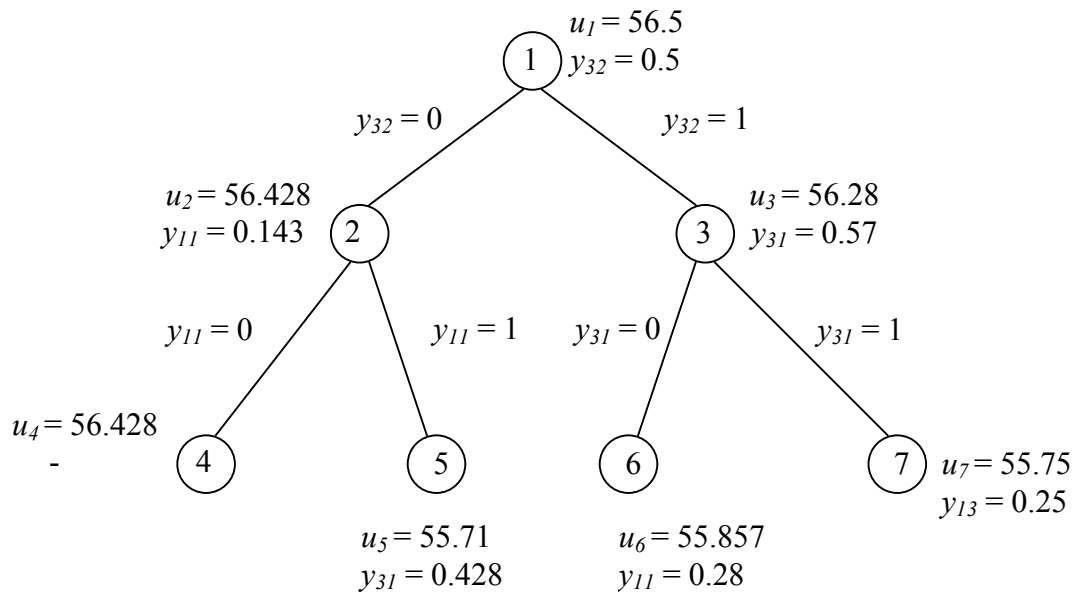 u1 = 56.5
1
y32 = 0.5
y32 = 0
y32 = 1
u2 = 56.428
y11 = 0.143
2
3
u3 = 56.28
y31 = 0.57
y11 = 0
y11 = 1
y31 = 0
y31 = 1
u4 = 56.428
-
4
5
6
7
u7 = 55.75
y13 = 0.25
u5 = 55.71
y31 = 0.428
u6 = 55.857
y11 = 0.28